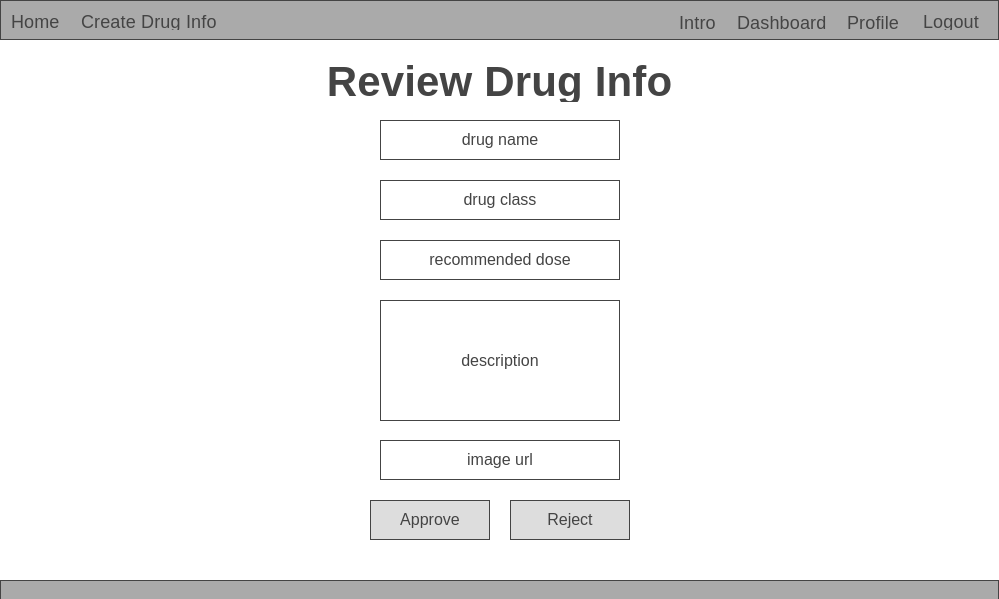 Home Create Drug Info Intro Dashboard Profile Logout
Review Drug Info
drug name
drug class
recommended dose
description
image url
Approve Reject